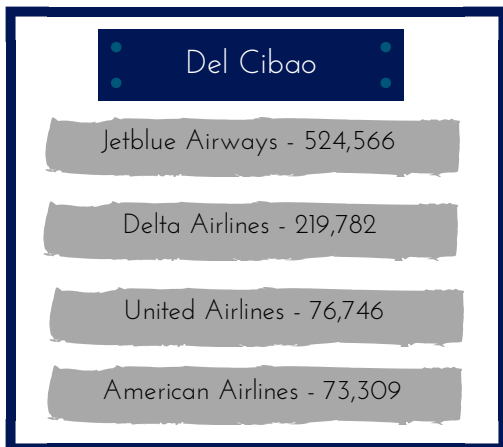 Del Cibao
Jetblue Airways - 524,566
Delta Airlines - 219,782
United Airlines - 76,746
American Airlines - 73,309